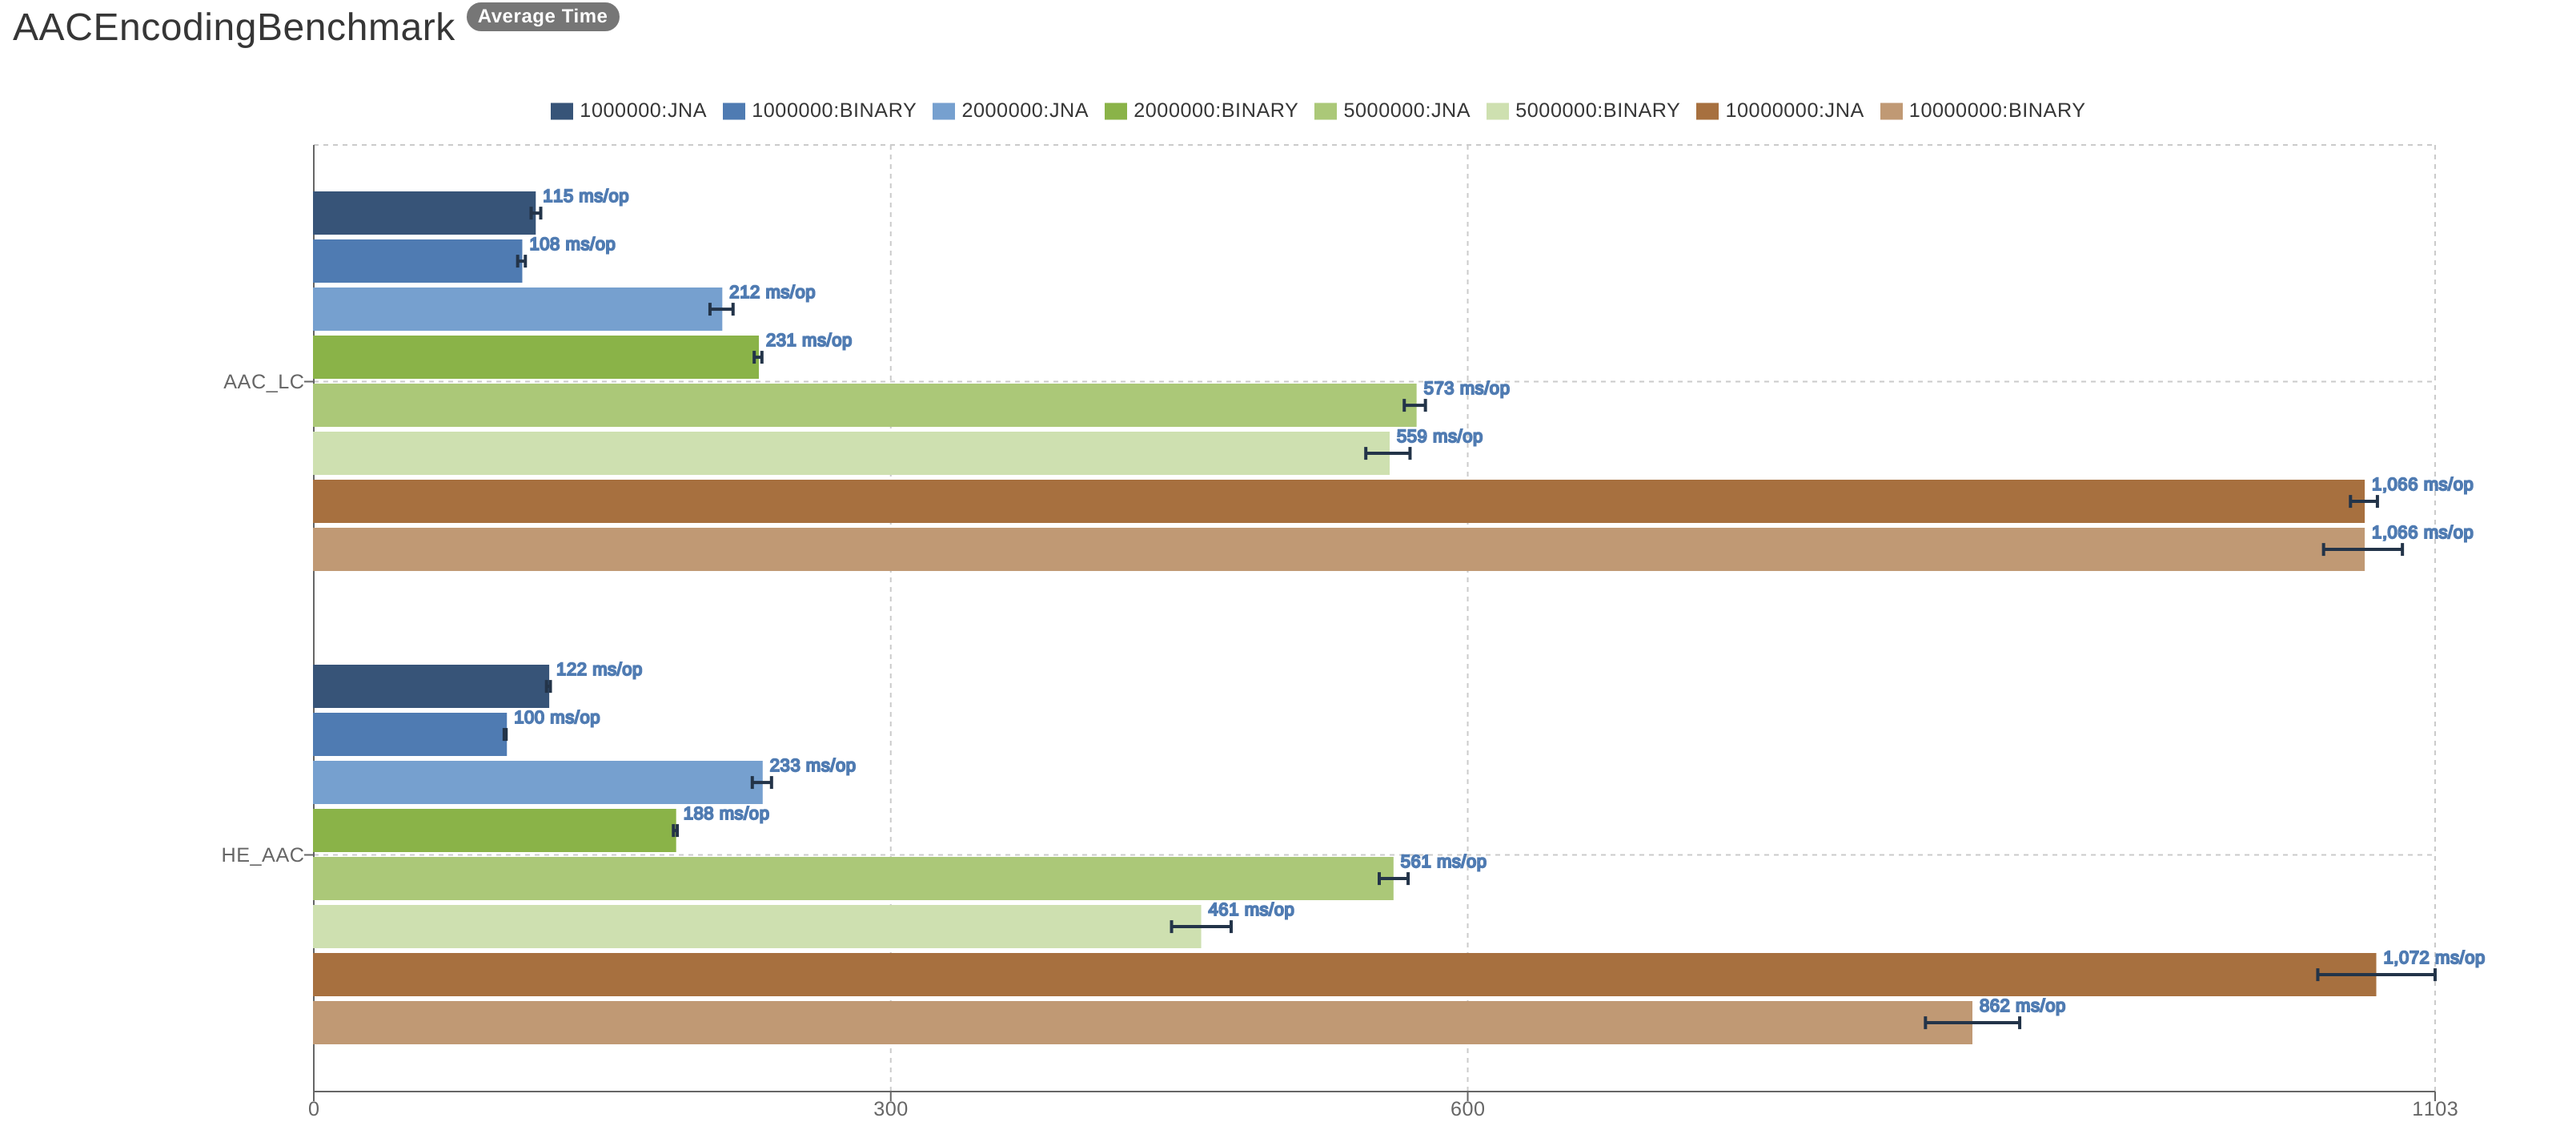 AACEncodingBenchmark Average Time
1000000:JNA 1000000:BINARY 2000000:JNA 2000000:BINARY 5000000:JNA 5000000:BINARY 10000000:JNA 10000000:BINARY
115 ms/op
108 ms/op
212 ms/op
231 ms/op
AAC_LC
573 ms/op
559 ms/op
1,066 ms/op
1,066 ms/op
122 ms/op
100 ms/op
233 ms/op
188 ms/op
HE_AAC
561 ms/op
461 ms/op
1,072 ms/op
862 ms/op
0 300 600 1103